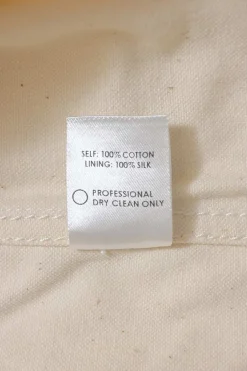 SELF: 100% COTTON
LINING: 100% SILK
PROFESSIONAL
DRY CLEAN ONLY